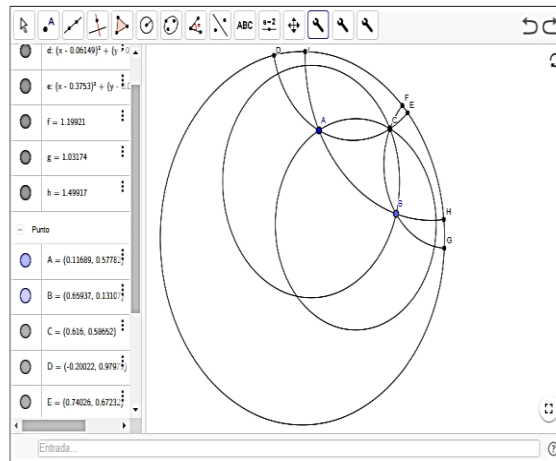 ABC
a=2
d: (x - 0.06149)² + (y
e: (x - 0.3753)² + (y
f = 1.19921
g = 1.03174
h = 1.49917
Punto
A = (0.11689, 0.5778
B = (0.65937, 0.1310
C = (0.616, 0.58652)
D = (-0.20022, 0.979
E = (0.74026, 0.6723
D
I
F
E
A
C
B
H
G
Entrada...